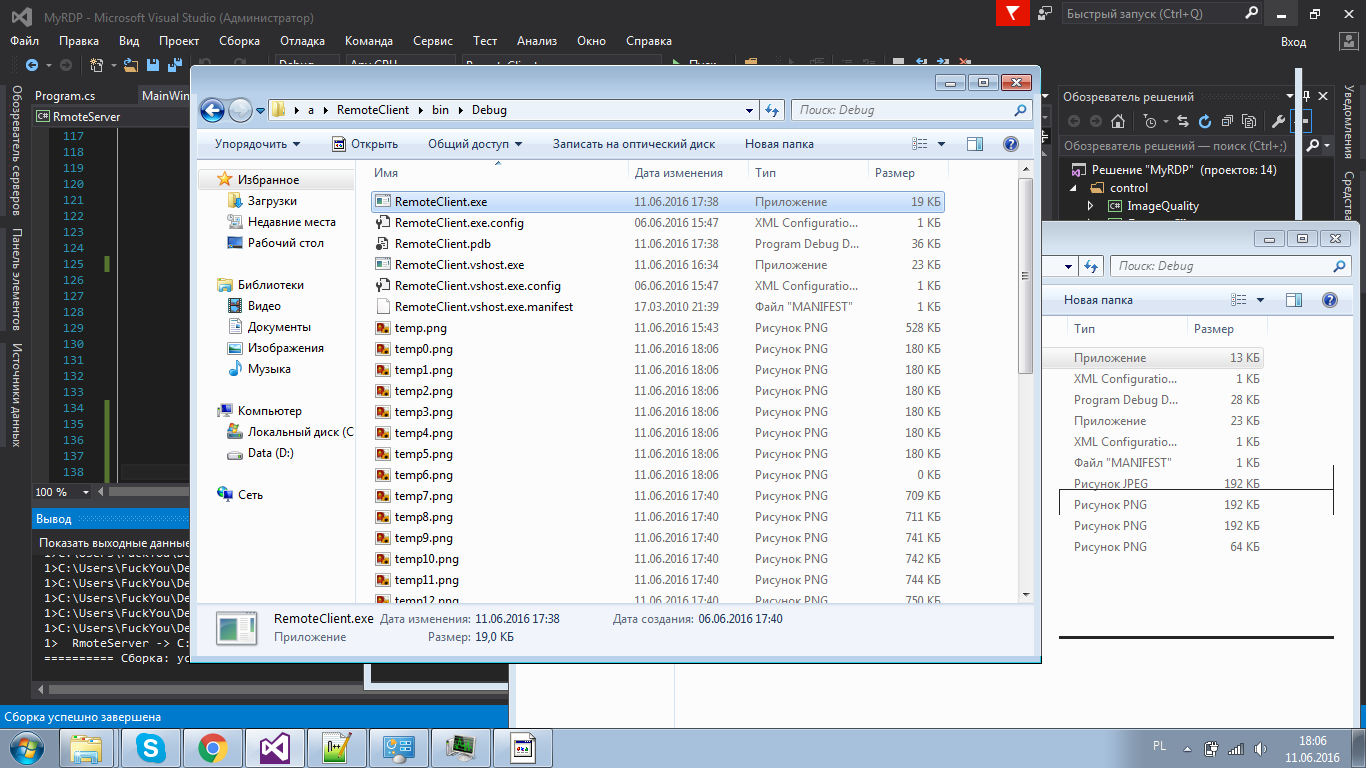 MyRDP - Microsoft Visual Studio (Администратор)
Быстрый запуск (Ctrl+Q)
Файл Правка Вид Проект Сборка Отладка Команда Сервис Тест Анализ Окно Справка
Вход
Обозреватель серверов
Панель элементов
Источники данных
Program.cs
MainWin
RmoteServer
117
118
119
120
121
122
123
124
125
126
127
128
129
130
131
132
133
134
135
136
137
138
100 %
Вывод
Показать выходные данные
1>C:\Users\FuckYou\De
1>C:\Users\FuckYou\De
1>C:\Users\FuckYou\De
1>C:\Users\FuckYou\De
1>C:\Users\FuckYou\De
1> RmoteServer -> C:
========== Сборка: ус
Сборка успешно завершена
a RemoteClient bin Debug
Поиск: Debug
Упорядочить Открыть Общий доступ Записать на оптический диск Новая папка
Избранное
Загрузки
Недавние места
Рабочий стол
Библиотеки
Видео
Документы
Изображения
Музыка
Компьютер
Локальный диск (C
Data (D:)
Сеть
Имя Дата изменения Тип Размер
RemoteClient.exe 11.06.2016 17:38 Приложение 19 КБ
RemoteClient.exe.config 06.06.2016 15:47 XML Configuratio... 1 КБ
RemoteClient.pdb 11.06.2016 17:38 Program Debug D... 36 КБ
RemoteClient.vshost.exe 11.06.2016 16:34 Приложение 23 КБ
RemoteClient.vshost.exe.config 06.06.2016 15:47 XML Configuratio... 1 КБ
RemoteClient.vshost.exe.manifest 17.03.2010 21:39 Файл "MANIFEST" 1 КБ
temp.png 11.06.2016 15:43 Рисунок PNG 528 КБ
temp0.png 11.06.2016 18:06 Рисунок PNG 180 КБ
temp1.png 11.06.2016 18:06 Рисунок PNG 180 КБ
temp2.png 11.06.2016 18:06 Рисунок PNG 180 КБ
temp3.png 11.06.2016 18:06 Рисунок PNG 180 КБ
temp4.png 11.06.2016 18:06 Рисунок PNG 180 КБ
temp5.png 11.06.2016 18:06 Рисунок PNG 180 КБ
temp6.png 11.06.2016 18:06 Рисунок PNG 0 КБ
temp7.png 11.06.2016 17:40 Рисунок PNG 709 КБ
temp8.png 11.06.2016 17:40 Рисунок PNG 711 КБ
temp9.png 11.06.2016 17:40 Рисунок PNG 741 КБ
temp10.png 11.06.2016 17:40 Рисунок PNG 742 КБ
temp11.png 11.06.2016 17:40 Рисунок PNG 744 КБ
temp12.png 11.06.2016 17:40 Рисунок PNG 750 КБ
RemoteClient.exe Дата изменения: 11.06.2016 17:38 Дата создания: 06.06.2016 17:40
Приложение Размер: 19,0 КБ
Обозреватель решений
Обозреватель решений — поиск (Ctrl+;)
Решение "MyRDP" (проектов: 14)
control
ImageQuality
Уведомления
Средства
Поиск: Debug
Новая папка
Тип Размер
Приложение 13 КБ
XML Configuratio... 1 КБ
Program Debug D... 28 КБ
Приложение 23 КБ
XML Configuratio... 1 КБ
Файл "MANIFEST" 1 КБ
Рисунок JPEG 192 КБ
Рисунок PNG 192 КБ
Рисунок PNG 192 КБ
Рисунок PNG 64 КБ
PL
18:06
11.06.2016